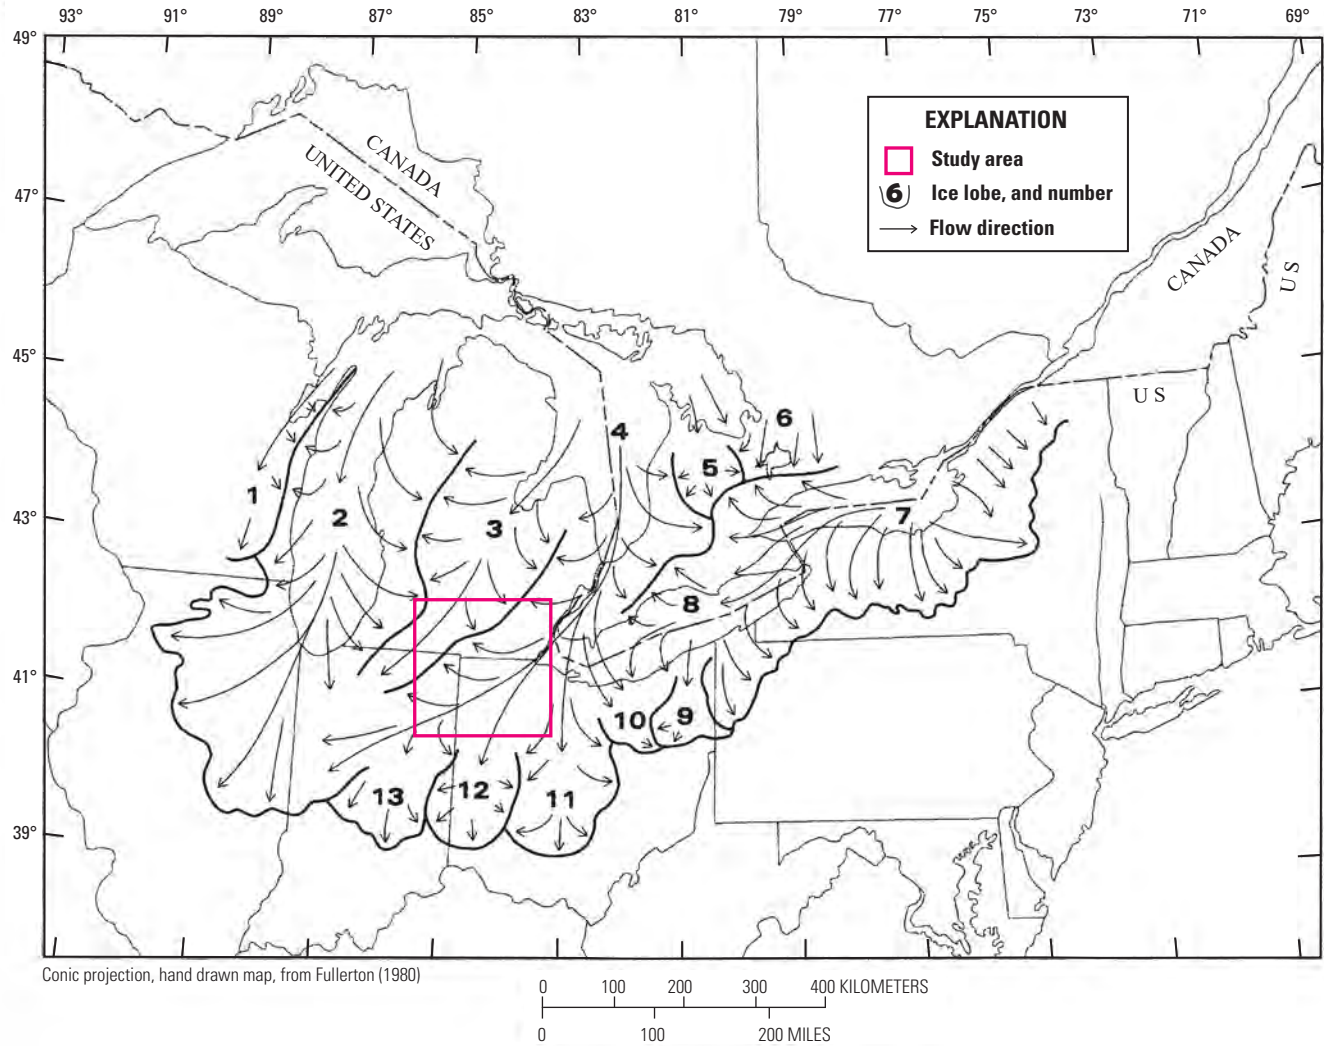 93° 91° 89° 87° 85° 83° 81° 79° 77° 75° 73° 71° 69°
49°
47°
45°
43°
41°
39°
EXPLANATION
Study area
6 Ice lobe, and number
Flow direction
CANADA
UNITED STATES
CANADA
US
US
1
2
3
4
5
6
7
8
9
10
11
12
13
Conic projection, hand drawn map, from Fullerton (1980)
0 100 200 300 400 KILOMETERS
0 100 200 MILES